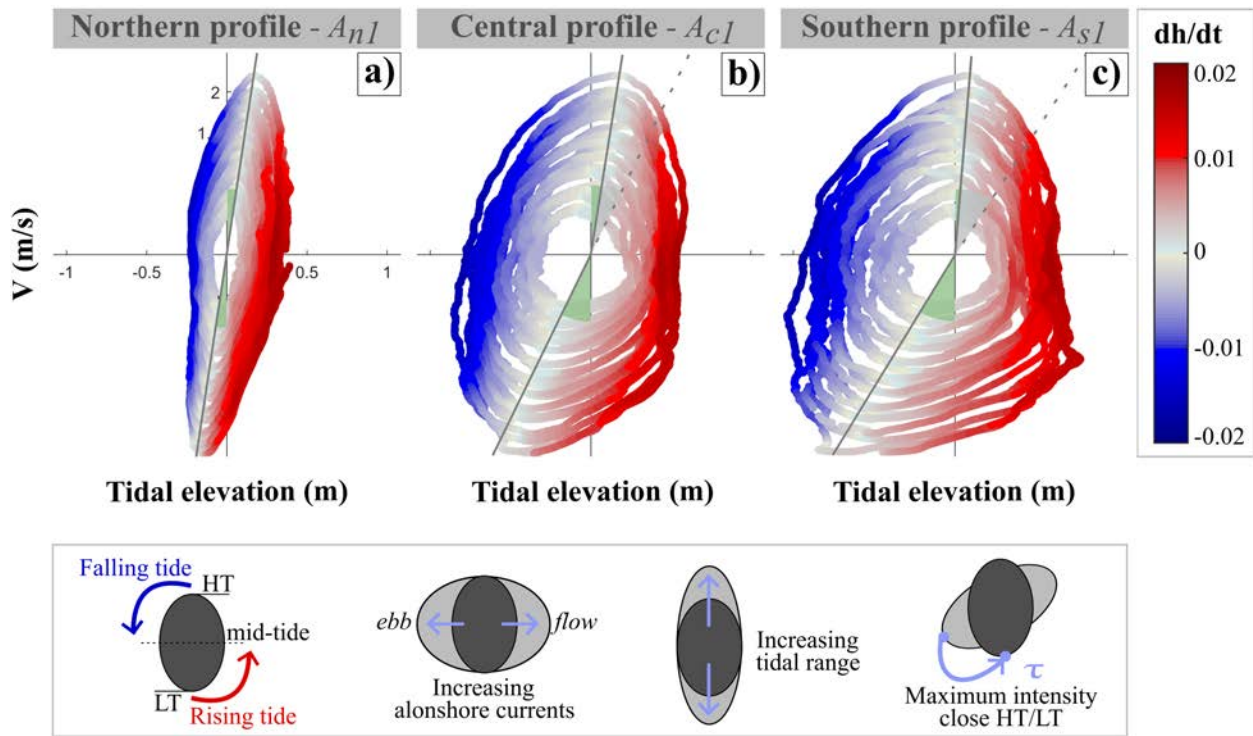 Northern profile - An1
Central profile - Ac1
Southern profile - As1
a)
b)
c)
dh/dt
0.02
0.01
0
-0.01
-0.02
V (m/s)
2
1
-1
-0.5
0.5
1
Tidal elevation (m)
Tidal elevation (m)
Tidal elevation (m)
Falling tide
HT
mid-tide
LT
Rising tide
ebb
flow
Increasing
alonshore currents
Increasing
tidal range
τ
Maximum intensity
close HT/LT